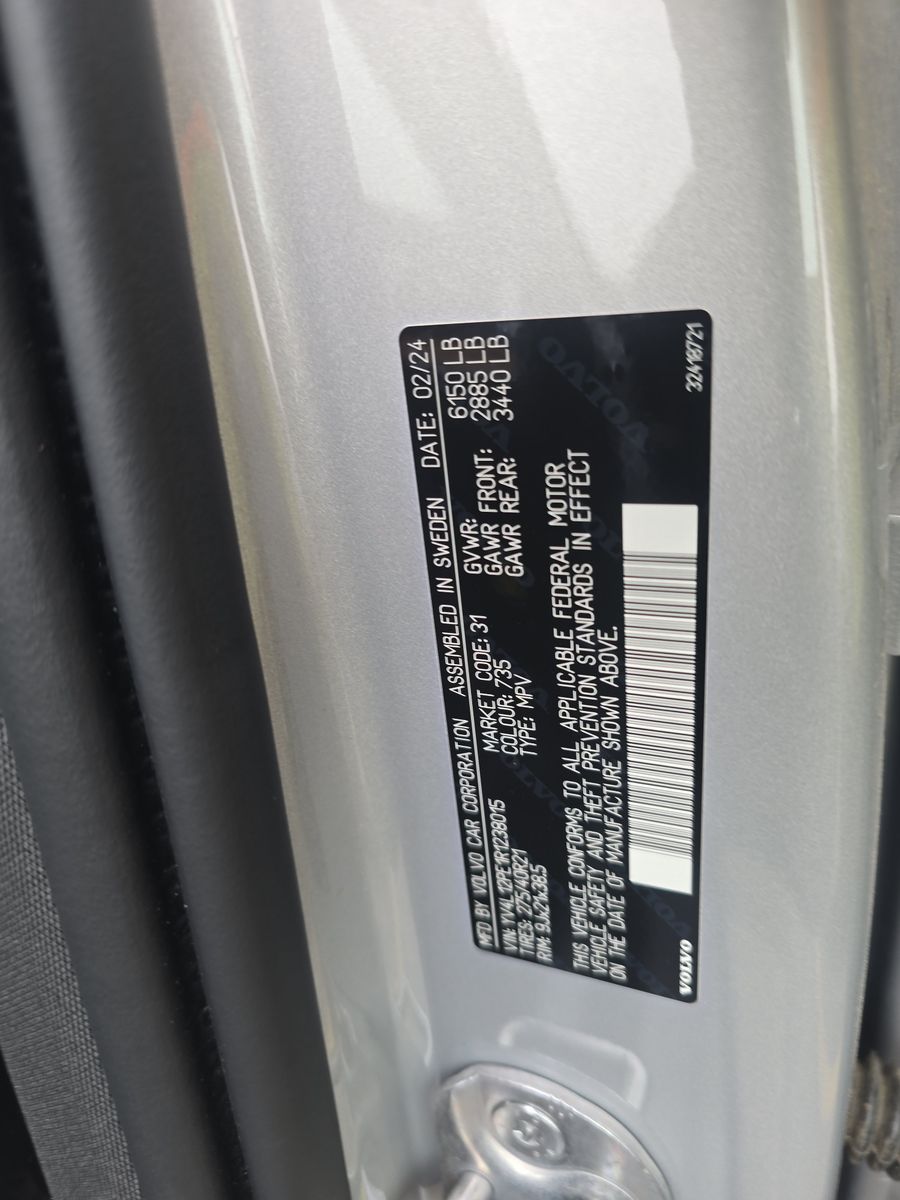 MFD BY VOLVO CAR CORPORATION ASSEMBLED IN SWEDEN DATE: 02/24
VIN: YV4L12PE1R1238015 MARKET CODE: 31 GVWR: 6150 LB
TIRES: 275/40R21 COLOUR: 735 GAWR FRONT: 2885 LB
RIM: 9Jx21x38.5 TYPE: MPV GAWR REAR: 3440 LB
THIS VEHICLE CONFORMS TO ALL APPLICABLE FEDERAL MOTOR
VEHICLE SAFETY AND THEFT PREVENTION STANDARDS IN EFFECT
ON THE DATE OF MANUFACTURE SHOWN ABOVE.
VOLVO 32418721